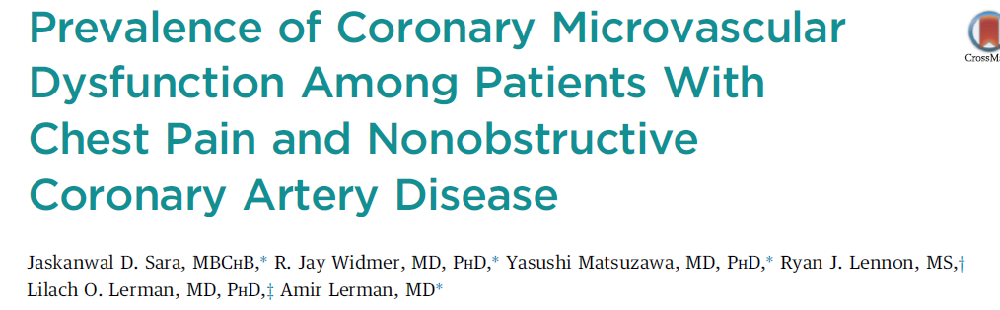 Prevalence of Coronary Microvascular
Dysfunction Among Patients With
Chest Pain and Nonobstructive
Coronary Artery Disease
Jaskanwal D. Sara, MBCHB,* R. Jay Widmer, MD, PHD,* Yasushi Matsuzawa, MD, PHD,* Ryan J. Lennon, MS,†
Lilach O. Lerman, MD, PHD,‡ Amir Lerman, MD*